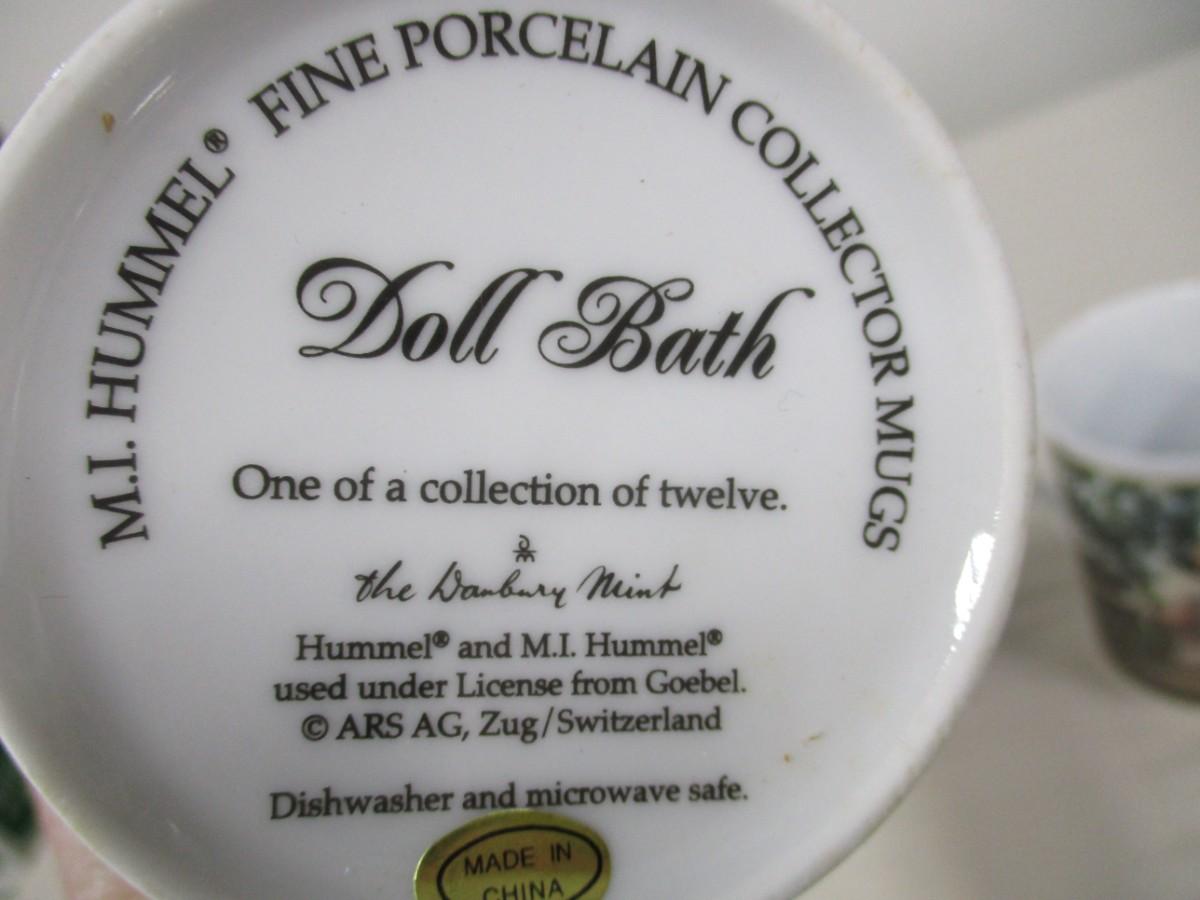 M.I. HUMMEL® FINE PORCELAIN COLLECTOR MUGS
Doll Bath
One of a collection of twelve.
the Danbury Mint
Hummel® and M.I. Hummel®
used under License from Goebel.
© ARS AG, Zug/Switzerland
Dishwasher and microwave safe.
MADE IN
CHINA